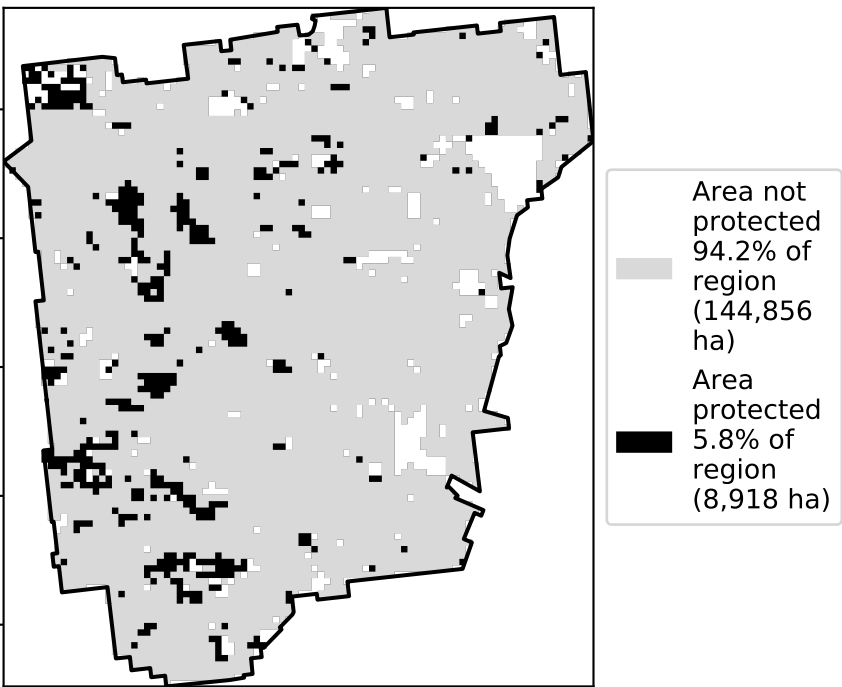 Area not
protected
94.2% of
region
(144,856
ha)
Area
protected
5.8% of
region
(8,918 ha)